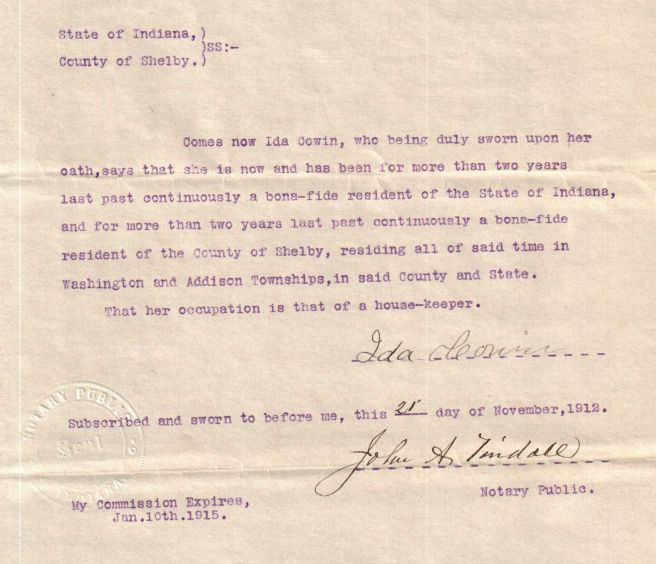 State of Indiana,)
)SS:-
County of Shelby.)
Comes now Ida Cowin, who being duly sworn upon her
oath,says that she is now and has been for more than two years
last past continuously a bona-fide resident of the State of Indiana,
and for more than two years last past continuously a bona-fide
resident of the County of Shelby, residing all of said time in
Washington and Addison Townships,in said County and State.
That her occupation is that of a house-keeper.
Ida Cowin
Subscribed and sworn to before me, this day of November,1912.
John A Tindall
Notary Public.
My Commission Expires,
Jan.10th.1915.
NOTARY PUBLIC
Seal
INDIANA